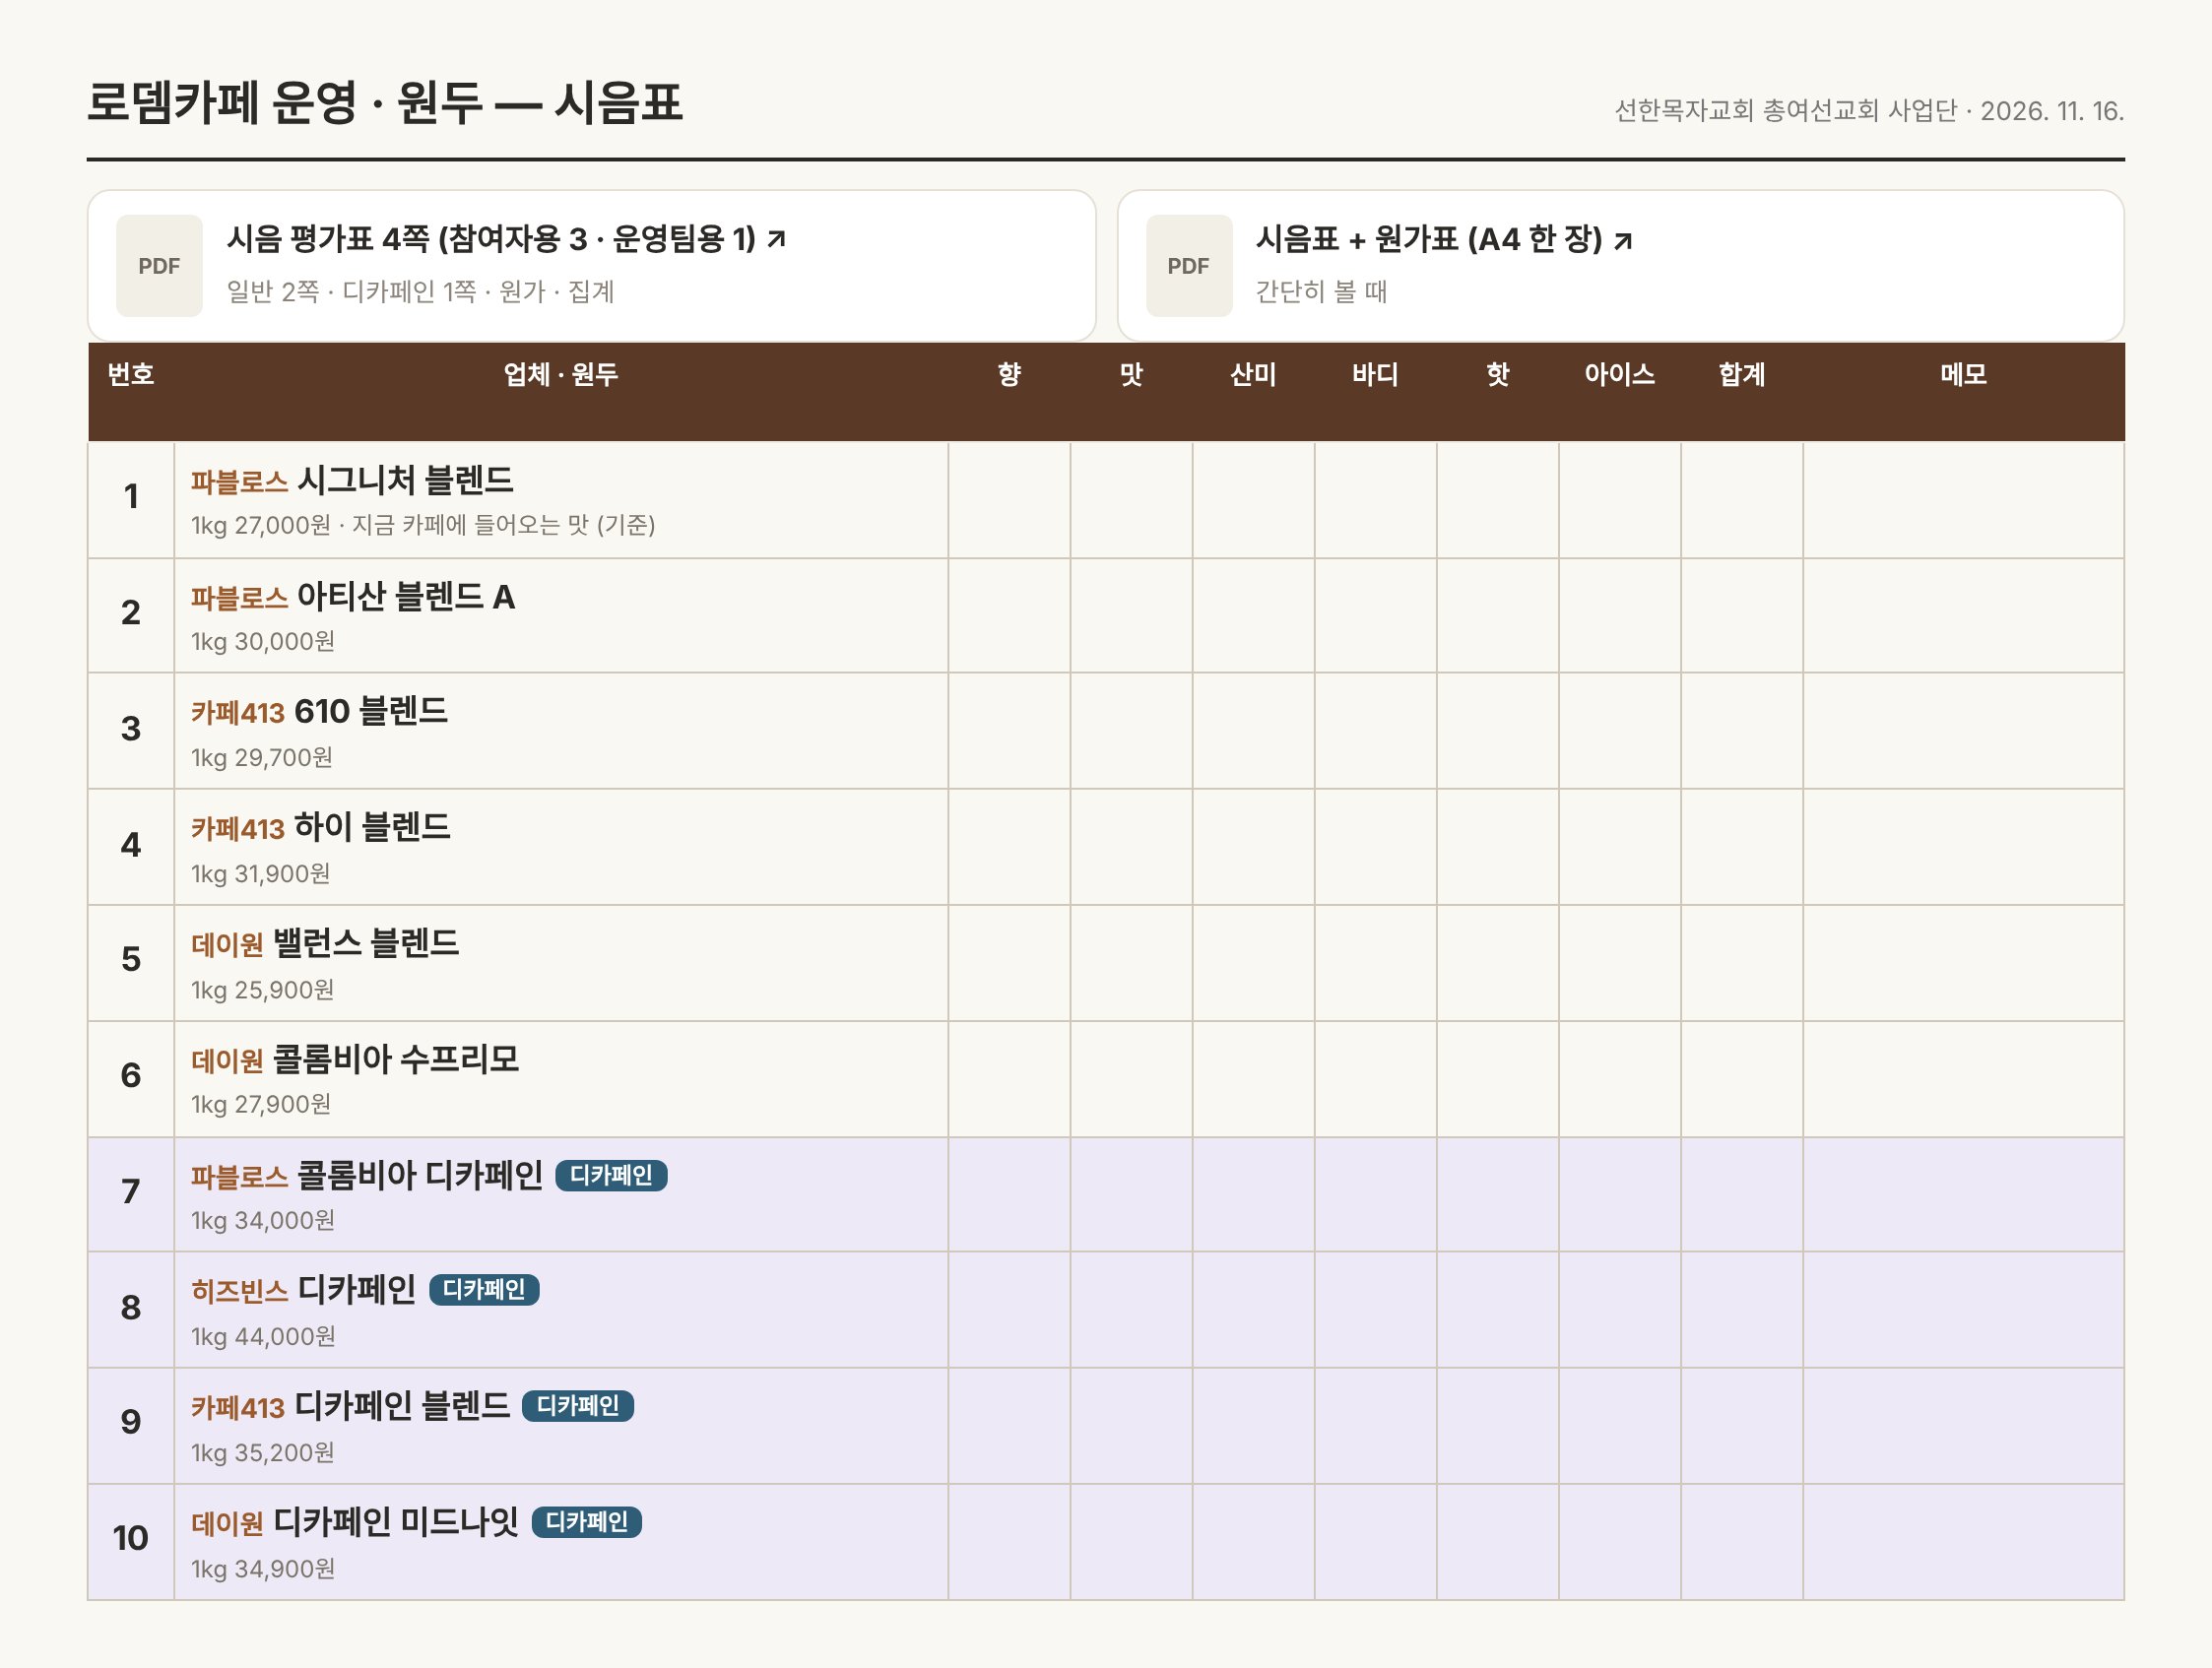 로뎀카페 운영 · 원두 — 시음표
선한목자교회 총여선교회 사업단 · 2026. 11. 16.
PDF
시음 평가표 4쪽 (참여자용 3 · 운영팀용 1) ↗
일반 2쪽 · 디카페인 1쪽 · 원가 · 집계
PDF
시음표 + 원가표 (A4 한 장) ↗
간단히 볼 때
번호 업체 · 원두 향 맛 산미 바디 핫 아이스 합계 메모
1 파블로스 시그니처 블렌드
1kg 27,000원 · 지금 카페에 들어오는 맛 (기준)
2 파블로스 아티산 블렌드 A
1kg 30,000원
3 카페413 610 블렌드
1kg 29,700원
4 카페413 하이 블렌드
1kg 31,900원
5 데이원 밸런스 블렌드
1kg 25,900원
6 데이원 콜롬비아 수프리모
1kg 27,900원
7 파블로스 콜롬비아 디카페인 디카페인
1kg 34,000원
8 히즈빈스 디카페인 디카페인
1kg 44,000원
9 카페413 디카페인 블렌드 디카페인
1kg 35,200원
10 데이원 디카페인 미드나잇 디카페인
1kg 34,900원